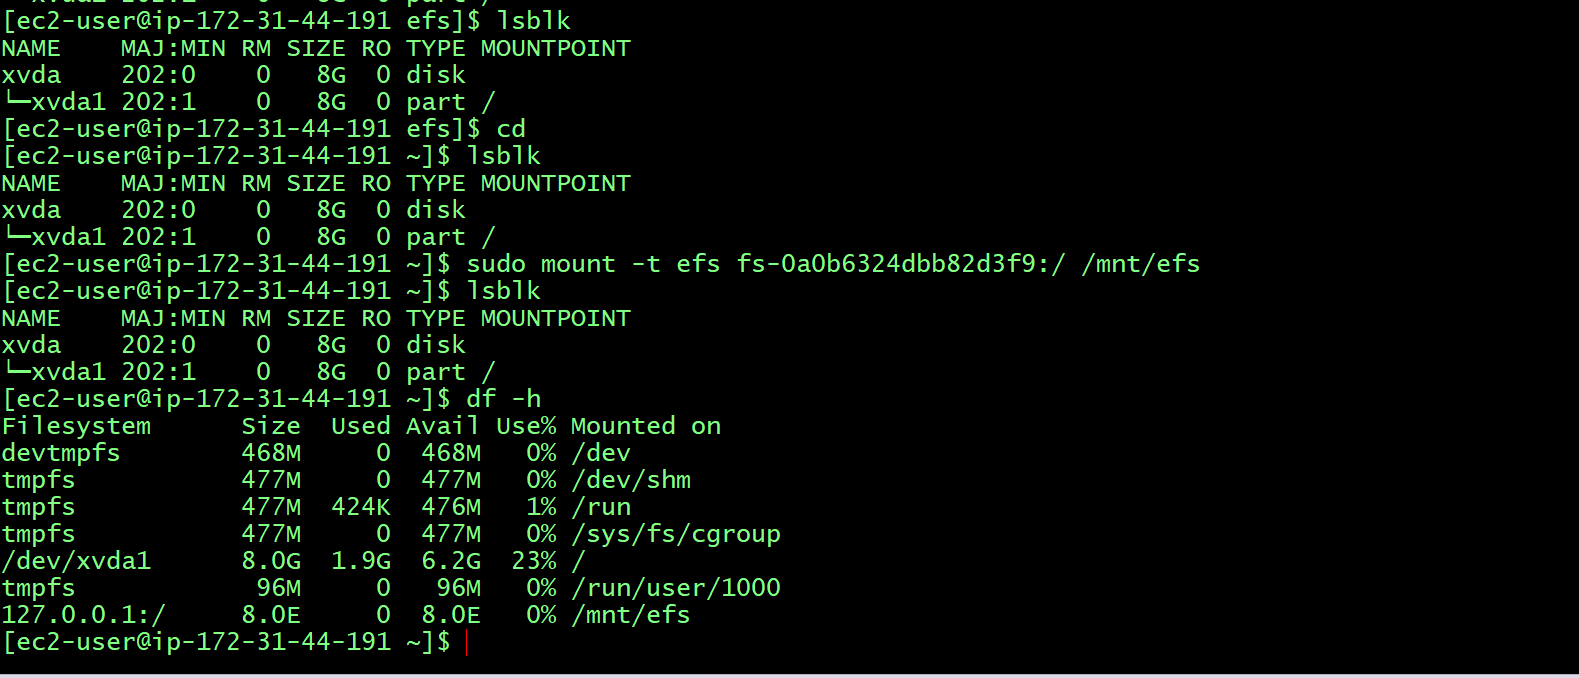 [ec2-user@ip-172-31-44-191 efs]$ lsblk
NAME    MAJ:MIN RM SIZE RO TYPE MOUNTPOINT
xvda    202:0    0   8G  0 disk
└─xvda1 202:1    0   8G  0 part /
[ec2-user@ip-172-31-44-191 efs]$ cd
[ec2-user@ip-172-31-44-191 ~]$ lsblk
NAME    MAJ:MIN RM SIZE RO TYPE MOUNTPOINT
xvda    202:0    0   8G  0 disk
└─xvda1 202:1    0   8G  0 part /
[ec2-user@ip-172-31-44-191 ~]$ sudo mount -t efs fs-0a0b6324dbb82d3f9:/ /mnt/efs
[ec2-user@ip-172-31-44-191 ~]$ lsblk
NAME    MAJ:MIN RM SIZE RO TYPE MOUNTPOINT
xvda    202:0    0   8G  0 disk
└─xvda1 202:1    0   8G  0 part /
[ec2-user@ip-172-31-44-191 ~]$ df -h
Filesystem      Size  Used Avail Use% Mounted on
devtmpfs        468M     0  468M   0% /dev
tmpfs           477M     0  477M   0% /dev/shm
tmpfs           477M  424K  476M   1% /run
tmpfs           477M     0  477M   0% /sys/fs/cgroup
/dev/xvda1      8.0G  1.9G  6.2G  23% /
tmpfs            96M     0   96M   0% /run/user/1000
127.0.0.1:/     8.0E     0  8.0E   0% /mnt/efs
[ec2-user@ip-172-31-44-191 ~]$